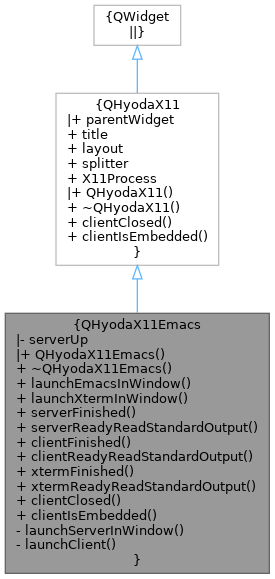 {QWidget
||}
{QHyodaX11
|+ parentWidget
+ title
+ layout
+ splitter
+ X11Process
|+ QHyodaX11()
+ ~QHyodaX11()
+ clientClosed()
+ clientIsEmbedded()
}
{QHyodaX11Emacs
|- serverUp
|+ QHyodaX11Emacs()
+ ~QHyodaX11Emacs()
+ launchEmacsInWindow()
+ launchXtermInWindow()
+ serverFinished()
+ serverReadyReadStandardOutput()
+ clientFinished()
+ clientReadyReadStandardOutput()
+ xtermFinished()
+ xtermReadyReadStandardOutput()
+ clientClosed()
+ clientIsEmbedded()
- launchServerInWindow()
- launchClient()
}